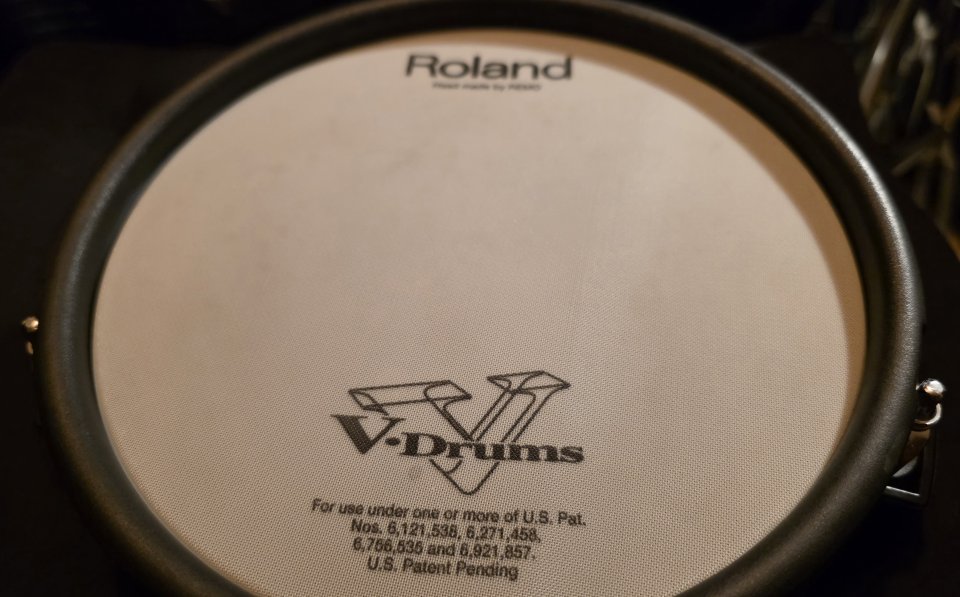 Roland
Head made by REMO
V-Drums
For use under one or more of U.S. Pat.
Nos. 6,121,538, 6,271,458,
6,756,535 and 6,921,857.
U.S. Patent Pending